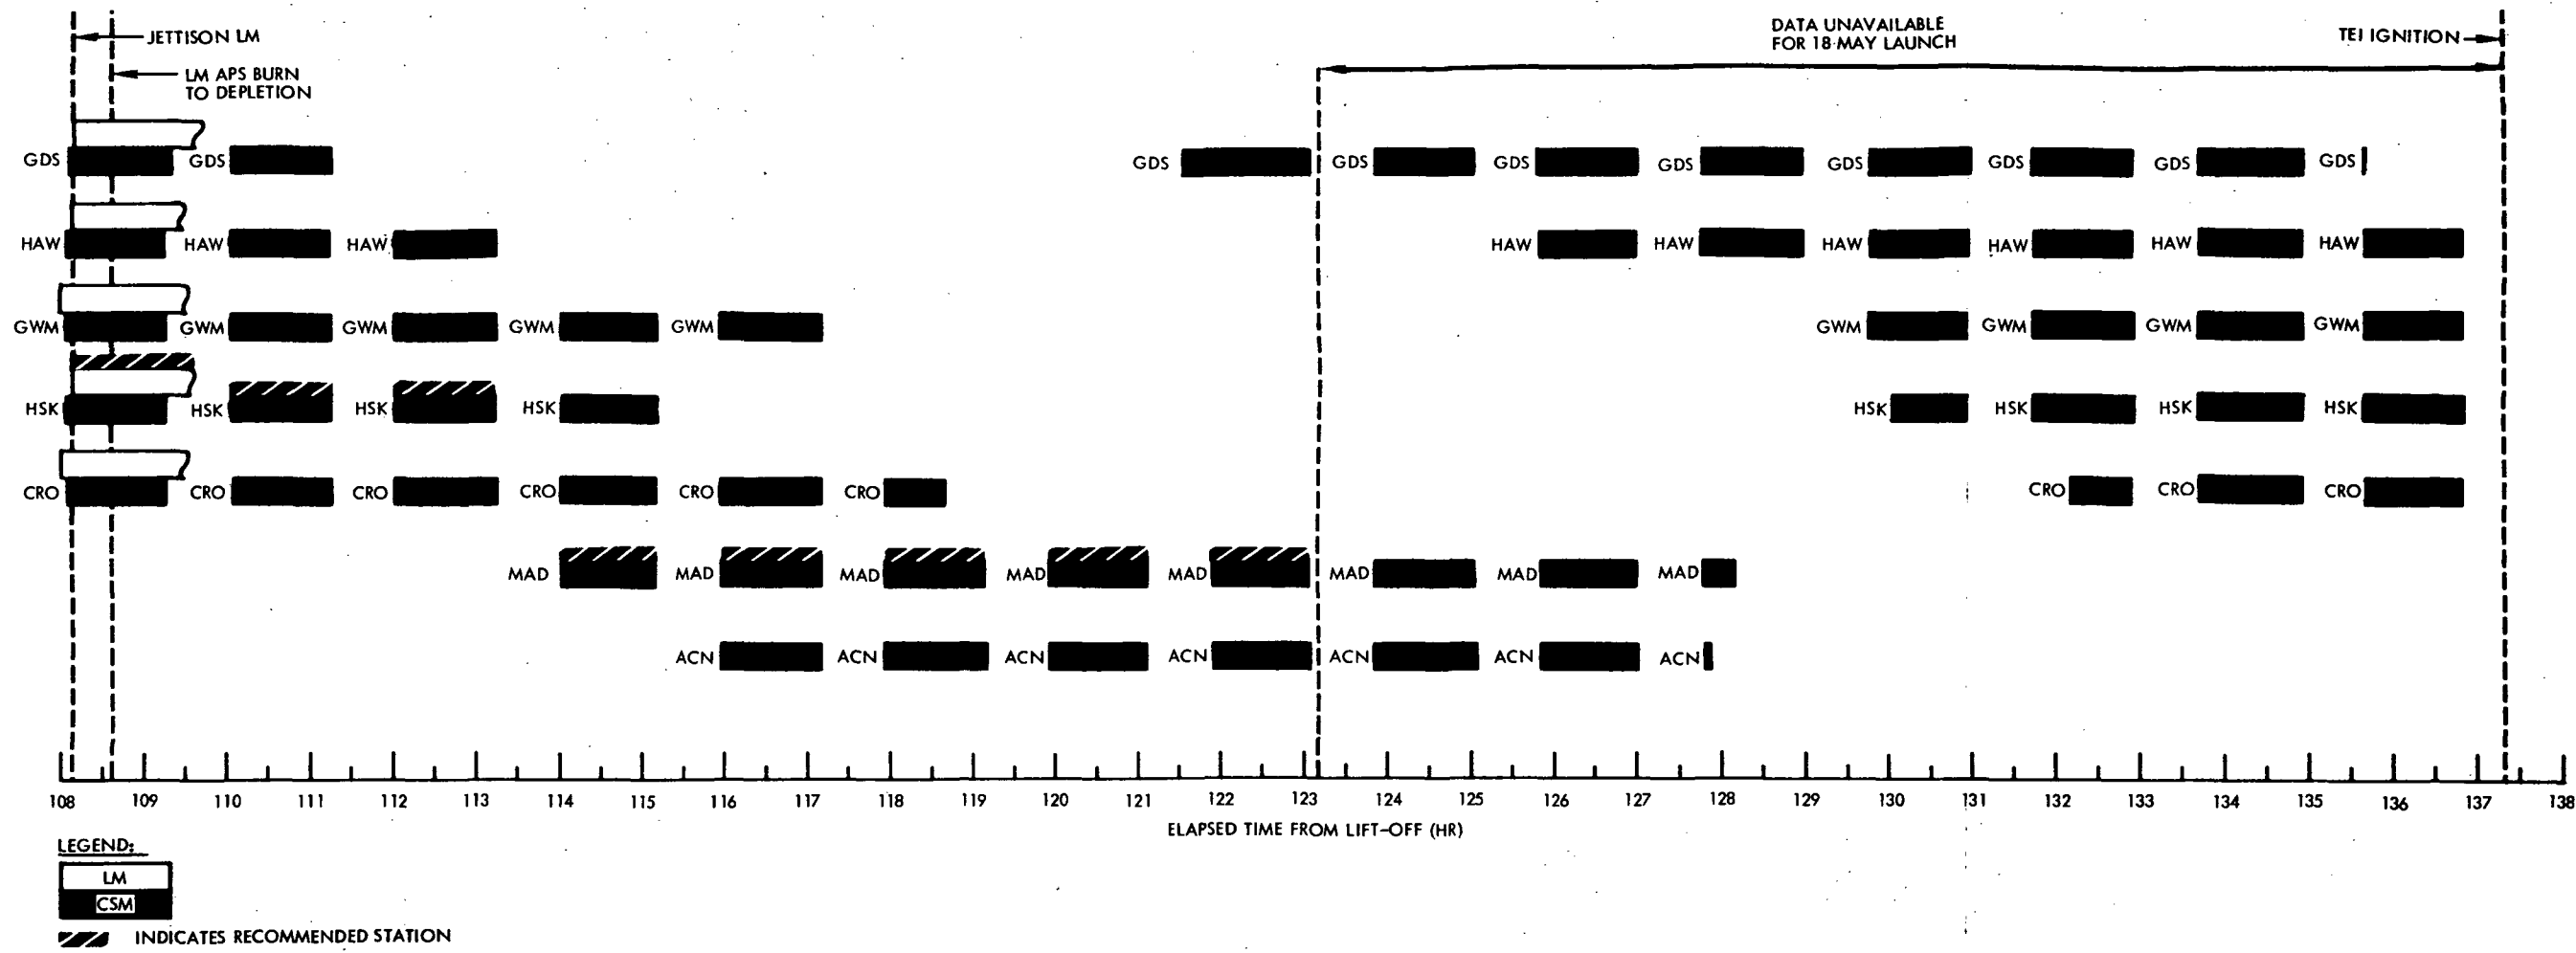 JETTISON LM
DATA UNAVAILABLE
FOR 18 MAY LAUNCH
TEI IGNITION
LM APS BURN
TO DEPLETION
GDS GDS GDS GDS GDS GDS GDS GDS GDS GDS
HAW HAW HAW HAW HAW HAW HAW HAW HAW
GWM GWM GWM GWM GWM GWM GWM GWM GWM
HSK HSK HSK HSK HSK HSK HSK HSK
CRO CRO CRO CRO CRO CRO CRO CRO CRO
MAD MAD MAD MAD MAD MAD MAD MAD
ACN ACN ACN ACN ACN ACN ACN
108 109 110 111 112 113 114 115 116 117 118 119 120 121 122 123 124 125 126 127 128 129 130 131 132 133 134 135 136 137 138
ELAPSED TIME FROM LIFT-OFF (HR)
LEGEND:
LM
CSM
INDICATES RECOMMENDED STATION